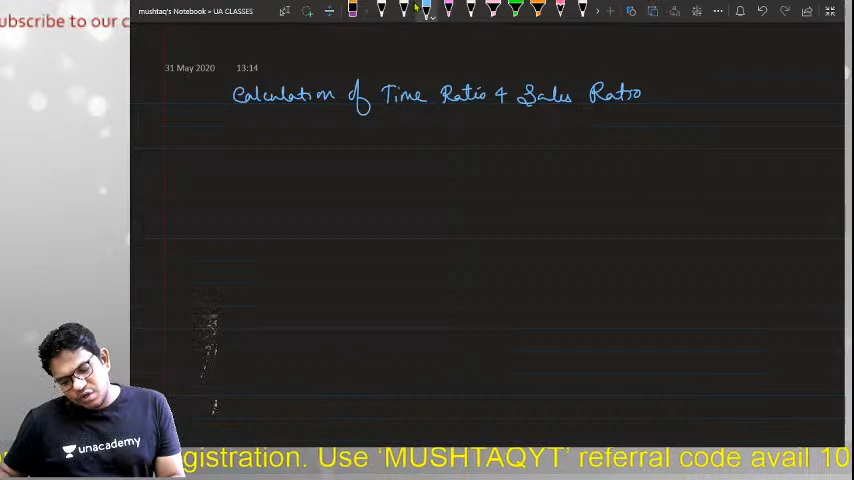 ubscribe to our c
mushtaq's Notebook » UA CLASSES
31 May 2020 13:14
Calculation of Time Ratio & Sales Ratio
unacademy
gistration. Use ‘MUSHTAQYT’ referral code avail 10